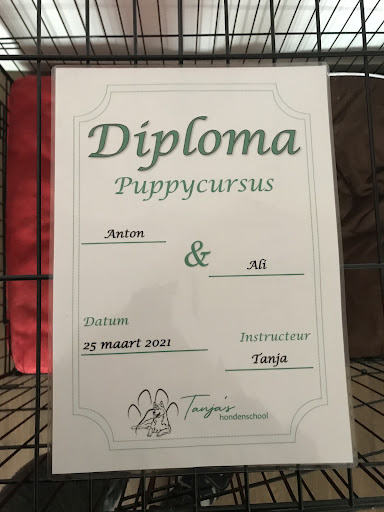 Diploma
Puppycursus
Anton
&
Ali
Datum
25 maart 2021
Instructeur
Tanja
Tanja's
hondenschool